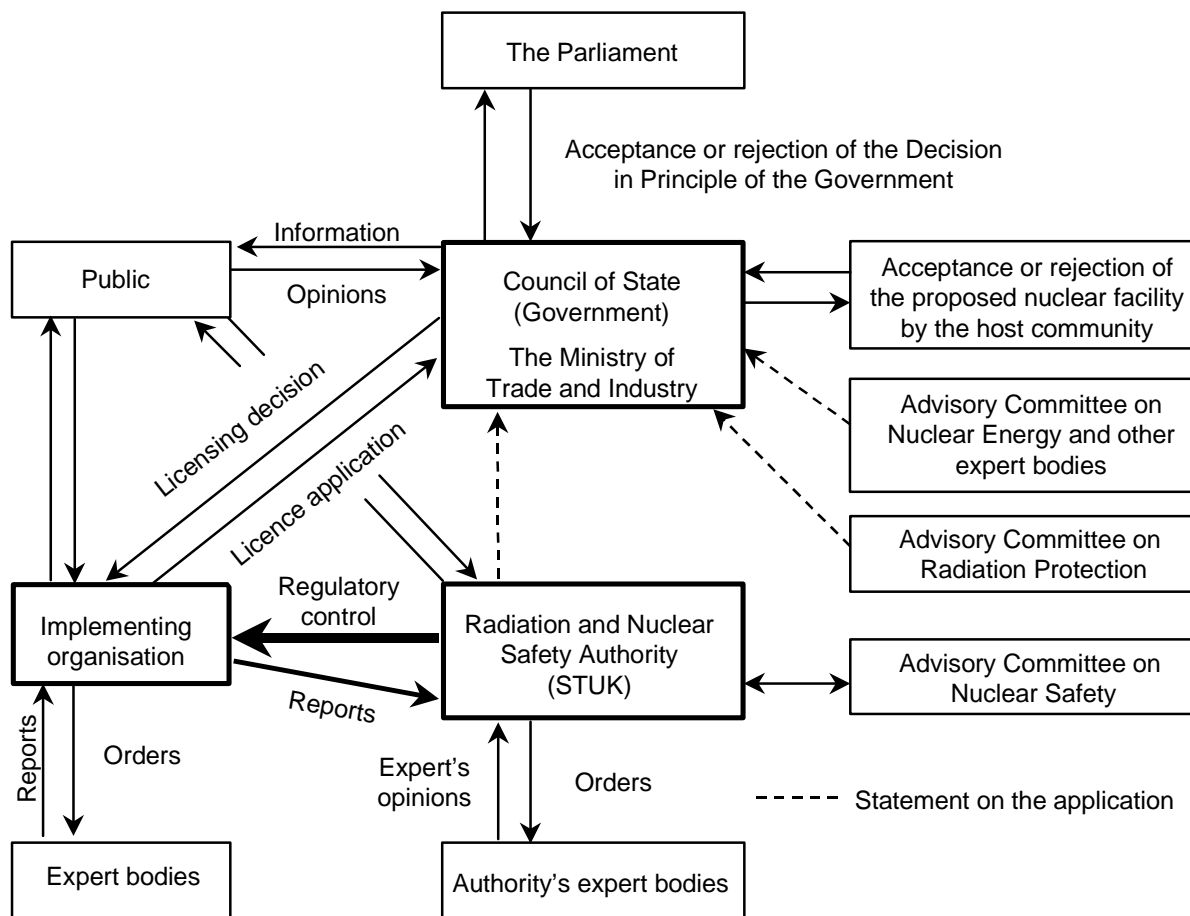 The Parliament
Acceptance or rejection of the Decision
in Principle of the Government
Information
Public
Opinions
Council of State
(Government)
The Ministry of
Trade and Industry
Acceptance or rejection of
the proposed nuclear facility
by the host community
Advisory Committee on
Nuclear Energy and other
expert bodies
Licensing decision
Licence application
Advisory Committee on
Radiation Protection
Regulatory
control
Implementing
organisation
Radiation and Nuclear
Safety Authority
(STUK)
Advisory Committee on
Nuclear Safety
Reports
Reports
Orders
Expert's
opinions
Orders
Statement on the application
Expert bodies
Authority's expert bodies